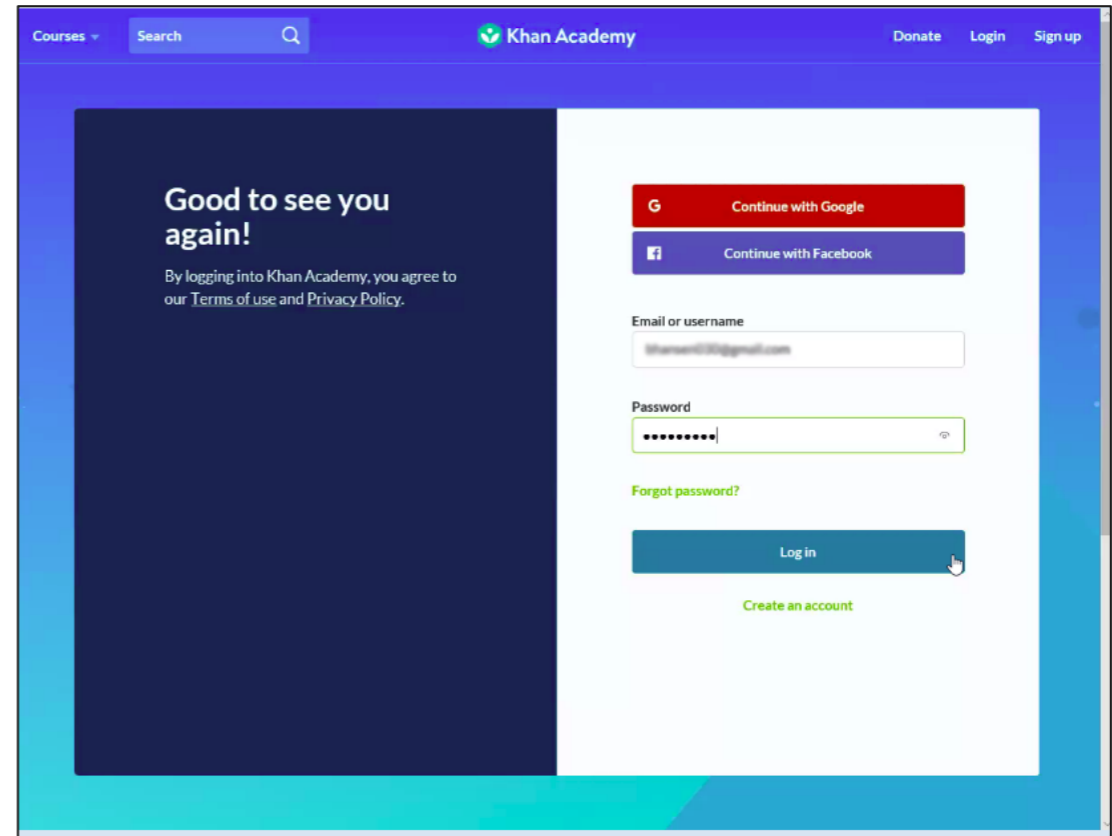 Courses
Search
Khan Academy
Donate
Login
Sign up
Good to see you
again!
By logging into Khan Academy, you agree to
our Terms of use and Privacy Policy.
G Continue with Google
f Continue with Facebook
Email or username
Password
Forgot password?
Log in
Create an account